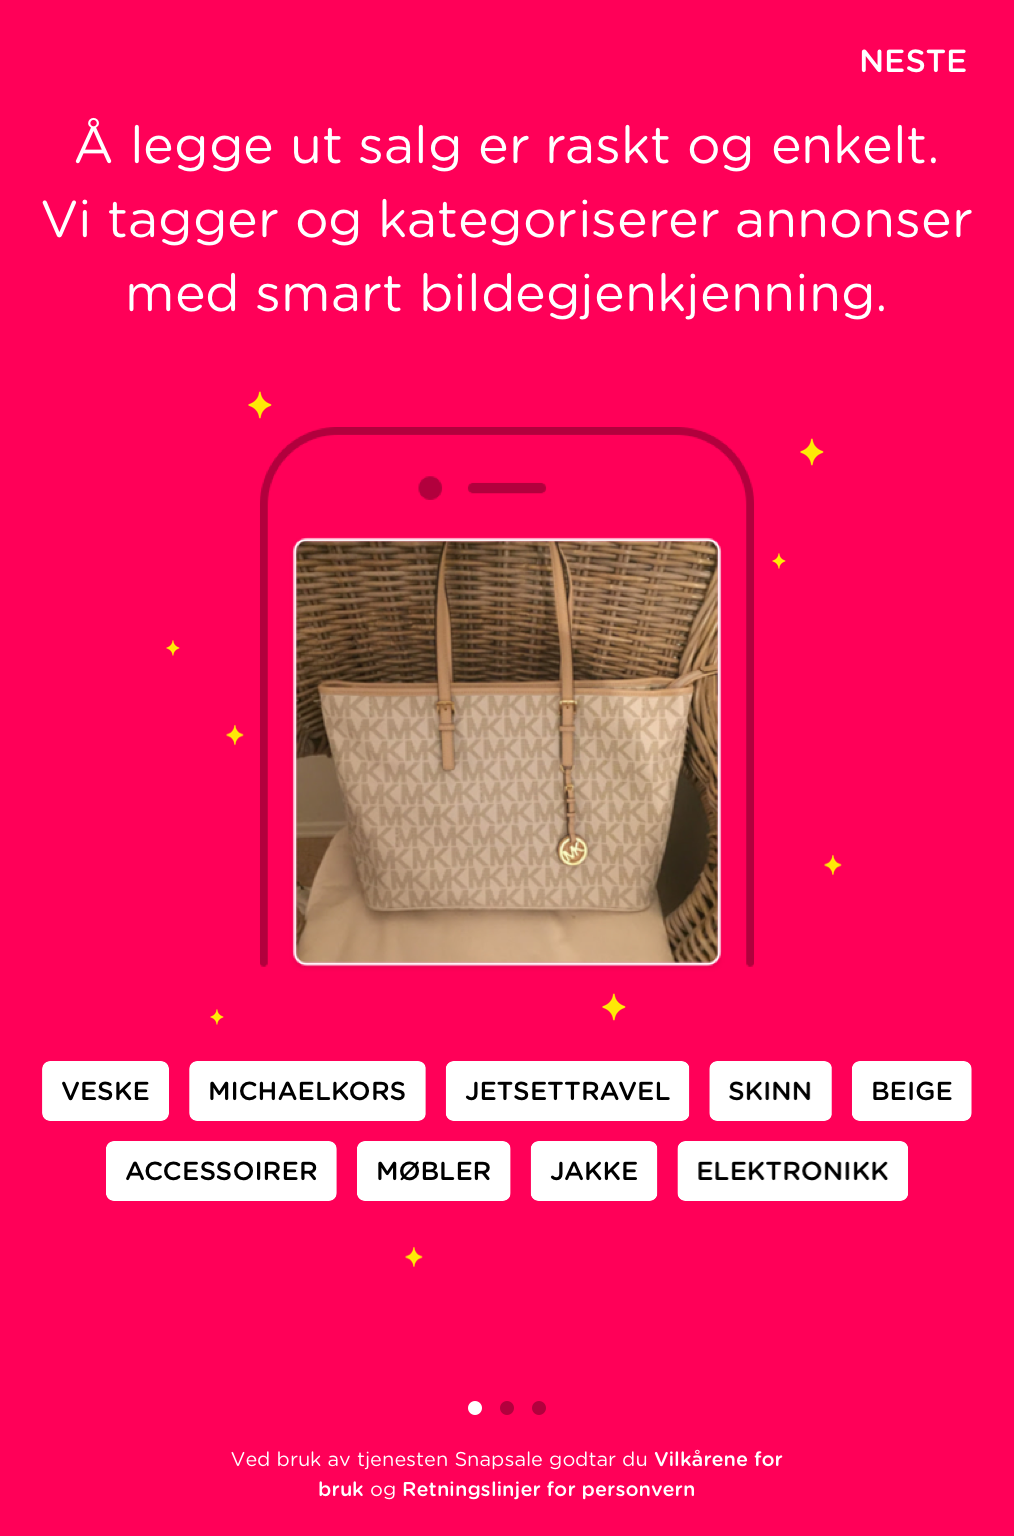 NESTE
Å legge ut salg er raskt og enkelt.
Vi tagger og kategoriserer annonser
med smart bildegjenkjenning.
MK
VESKE MICHAELKORS JETSETTRAVEL SKINN BEIGE
ACCESSOIRER MØBLER JAKKE ELEKTRONIKK
Ved bruk av tjenesten Snapsale godtar du Vilkårene for
bruk og Retningslinjer for personvern